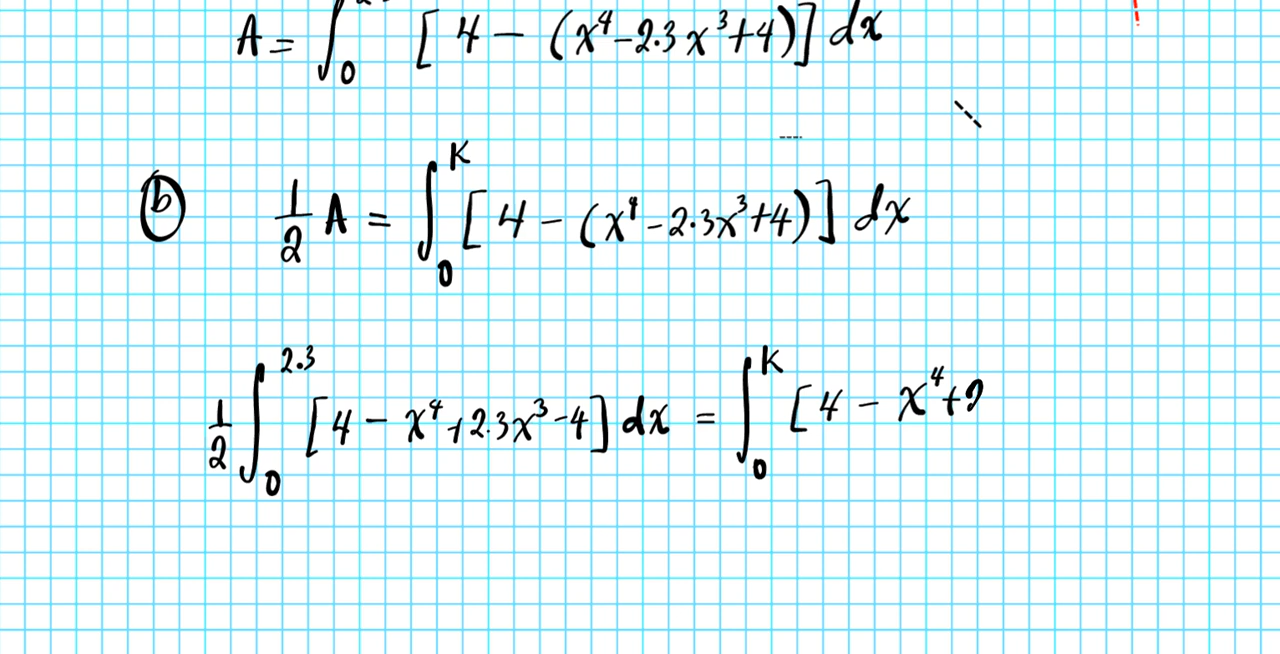 A = ∫₀ [4 - (x⁴-2.3x³+4)] dx
b ½ A = ∫₀ᴷ [4 - (x⁴-2.3x³+4)] dx
½ ∫₀^2.3 [4 - x⁴+2.3x³-4] dx = ∫₀ᴷ [4 - x⁴+